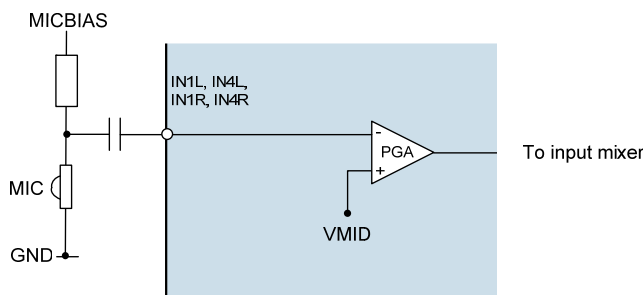 MICBIAS
IN1L, IN4L,
IN1R, IN4R
-
PGA
+
To input mixer
MIC
VMID
GND